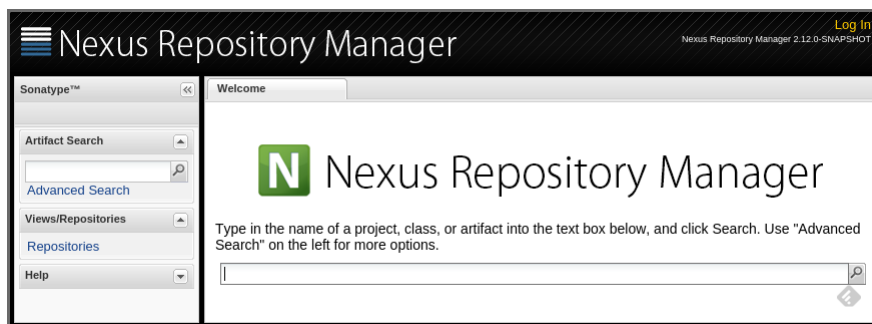 Nexus Repository Manager
Log In
Nexus Repository Manager 2.12.0-SNAPSHOT
Sonatype™
Welcome
Artifact Search
Advanced Search
Views/Repositories
Repositories
Help
N Nexus Repository Manager
Type in the name of a project, class, or artifact into the text box below, and click Search. Use "Advanced
Search" on the left for more options.